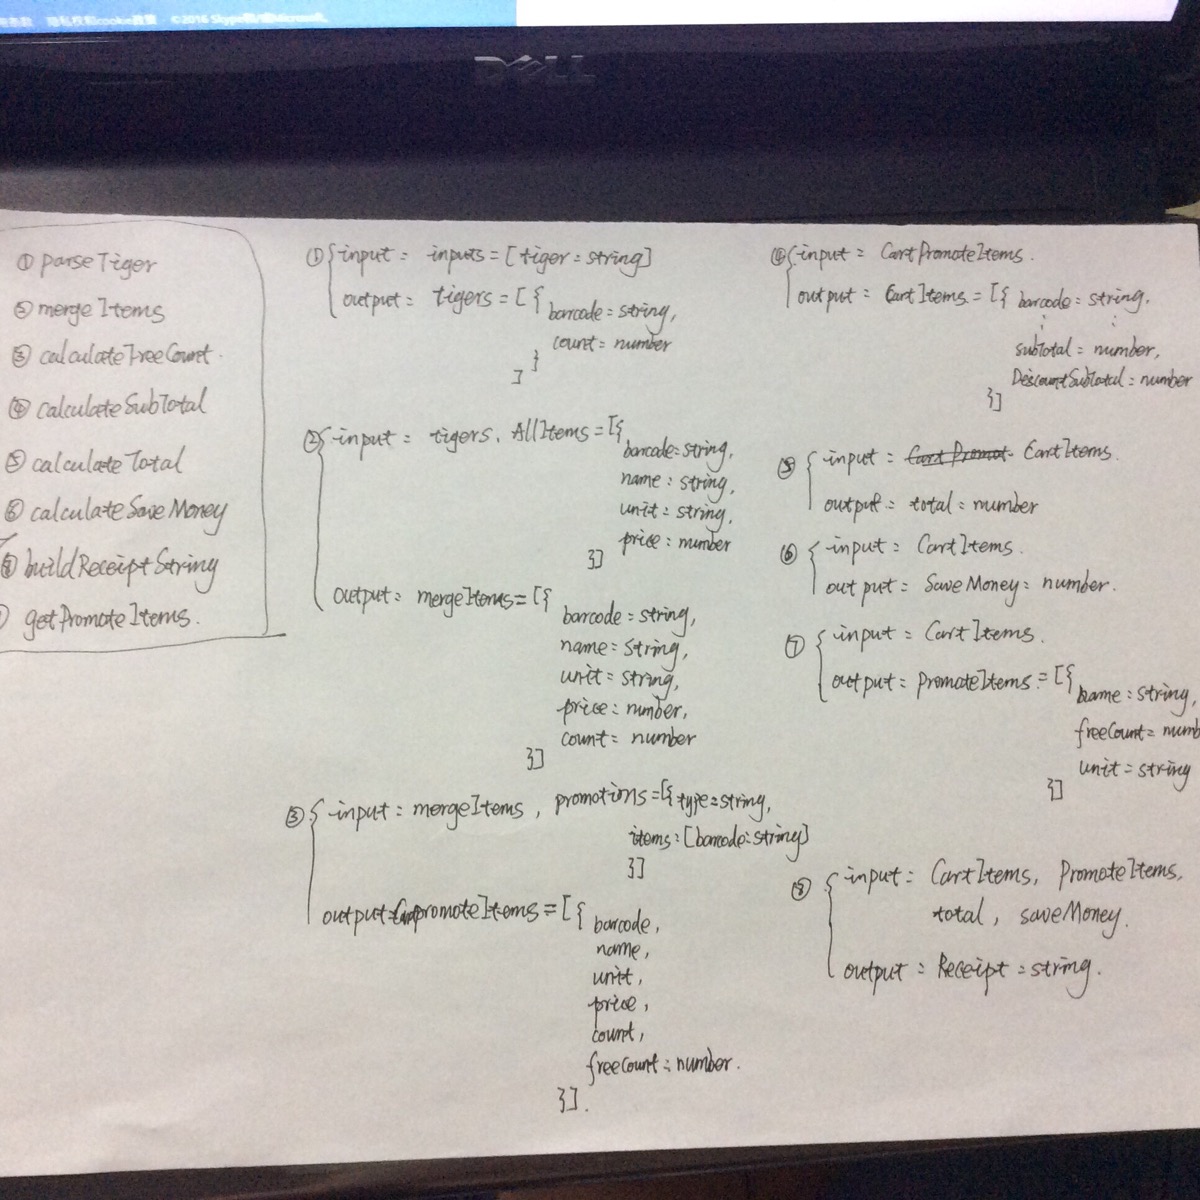 隐私权和cookie政策 ©2016 Skype和/或Microsoft。
DELL
① parseTiger
② mergeItems
③ calculateFreeCount.
④ calculateSubTotal
⑤ calculateTotal
⑥ calculateSaveMoney
⑧ buildReceiptString
getPromoteItems.
① { input : inputs = [tiger : string]
output : tigers = [{ barcode : string,
count : number
}
]
② { input : tigers, AllItems = [{
barcode : string,
name : string,
unit : string,
price : number
}]
output : mergeItems = [{
barcode : string,
name : string,
unit : string,
price : number,
count : number
}]
③ { input : mergeItems, promotions = [{ type : string,
items : [barcode : string]
}]
output : CartpromoteItems = [{ barcode,
name,
unit,
price,
count,
freeCount : number.
}].
④ { input : CartPromoteItems.
output : CartItems = [{ barcode : string,
⋮ ⋮
subtotal : number,
DescountSubtotal : number
}]
⑤ { input : Cart Promot. CartItems.
output : total : number
⑥ { input : CartItems.
output : SaveMoney : number.
⑦ { input : CartItems.
output : PromoteItems = [{
name : string,
freeCount : numb
unit : string
}]
⑧ { input : CartItems, PromoteItems,
total, saveMoney.
output : Receipt : string.